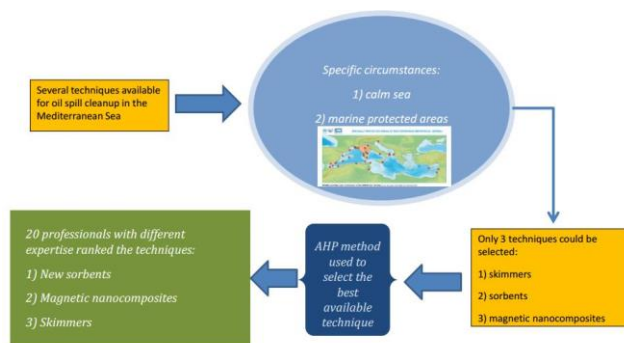 Several techniques available
for oil spill cleanup in the
Mediterranean Sea
Specific circumstances:
1) calm sea
2) marine protected areas
Only 3 techniques could be
selected:
1) skimmers
2) sorbents
3) magnetic nanocomposites
AHP method
used to
select the
best
available
technique
20 professionals with different
expertise ranked the techniques:
1) New sorbents
2) Magnetic nanocomposites
3) Skimmers